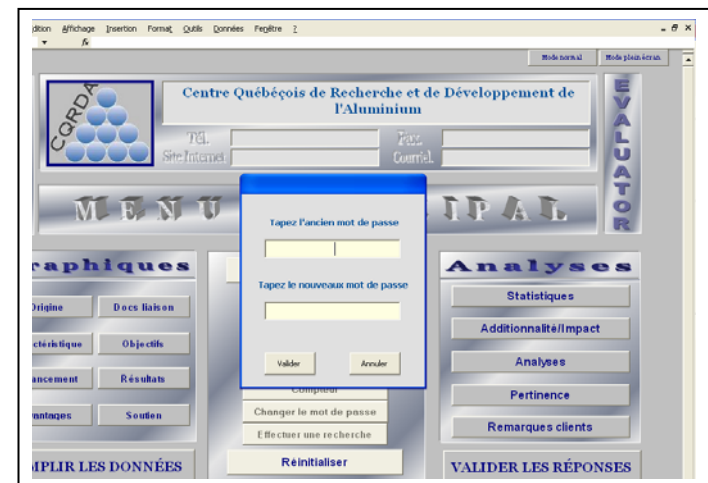 dition Affichage Insertion Format Outils Données Fenêtre ?
fx
Mode normal Mode plein écran
CQRDA
Centre Québéçois de Recherche et de Développement de
l'Aluminium
Tél. Fax.
Site Internet Courriel.
EVALUATOR
MENU IPAL
Tapez l'ancien mot de passe
Tapez le nouveaux mot de passe
Valider Annuler
raphiques
Origine Docs liaison
ctéristique Objectifs
ancement Résultats
vantages Soutien
MPLIR LES DONNÉES
Compteur
Changer le mot de passe
Effectuer une recherche
Réinitialiser
Analyses
Statistiques
Additionnalité/Impact
Analyses
Pertinence
Remarques clients
VALIDER LES RÉPONSES